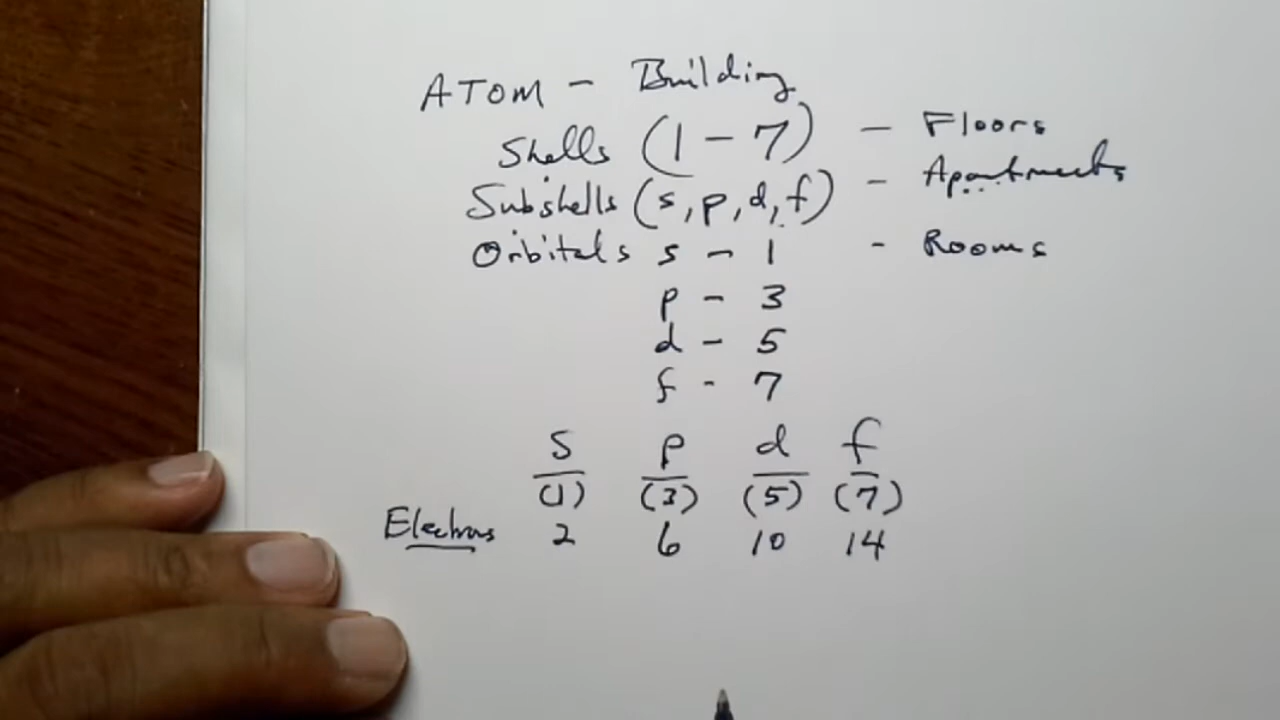 ATOM - Building
Shells (1 - 7) - Floors
Subshells (s, p, d, f) - Apartments
Orbitals s - 1 - Rooms
p - 3
d - 5
f - 7
S p d f
(1) (3) (5) (7)
Electrons 2 6 10 14